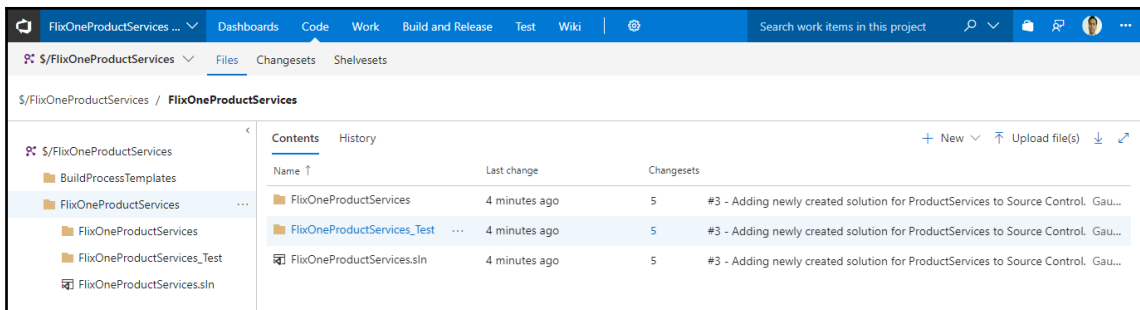 FlixOneProductServices ... Dashboards Code Work Build and Release Test Wiki Search work items in this project ...
$/FlixOneProductServices Files Changesets Shelvesets
$/FlixOneProductServices / FlixOneProductServices
$/FlixOneProductServices
BuildProcessTemplates
FlixOneProductServices ...
FlixOneProductServices
FlixOneProductServices_Test
FlixOneProductServices.sln
Contents History + New Upload file(s)
Name ↑ Last change Changesets
FlixOneProductServices 4 minutes ago 5 #3 - Adding newly created solution for ProductServices to Source Control. Gau...
FlixOneProductServices_Test ... 4 minutes ago 5 #3 - Adding newly created solution for ProductServices to Source Control. Gau...
FlixOneProductServices.sln 4 minutes ago 5 #3 - Adding newly created solution for ProductServices to Source Control. Gau...